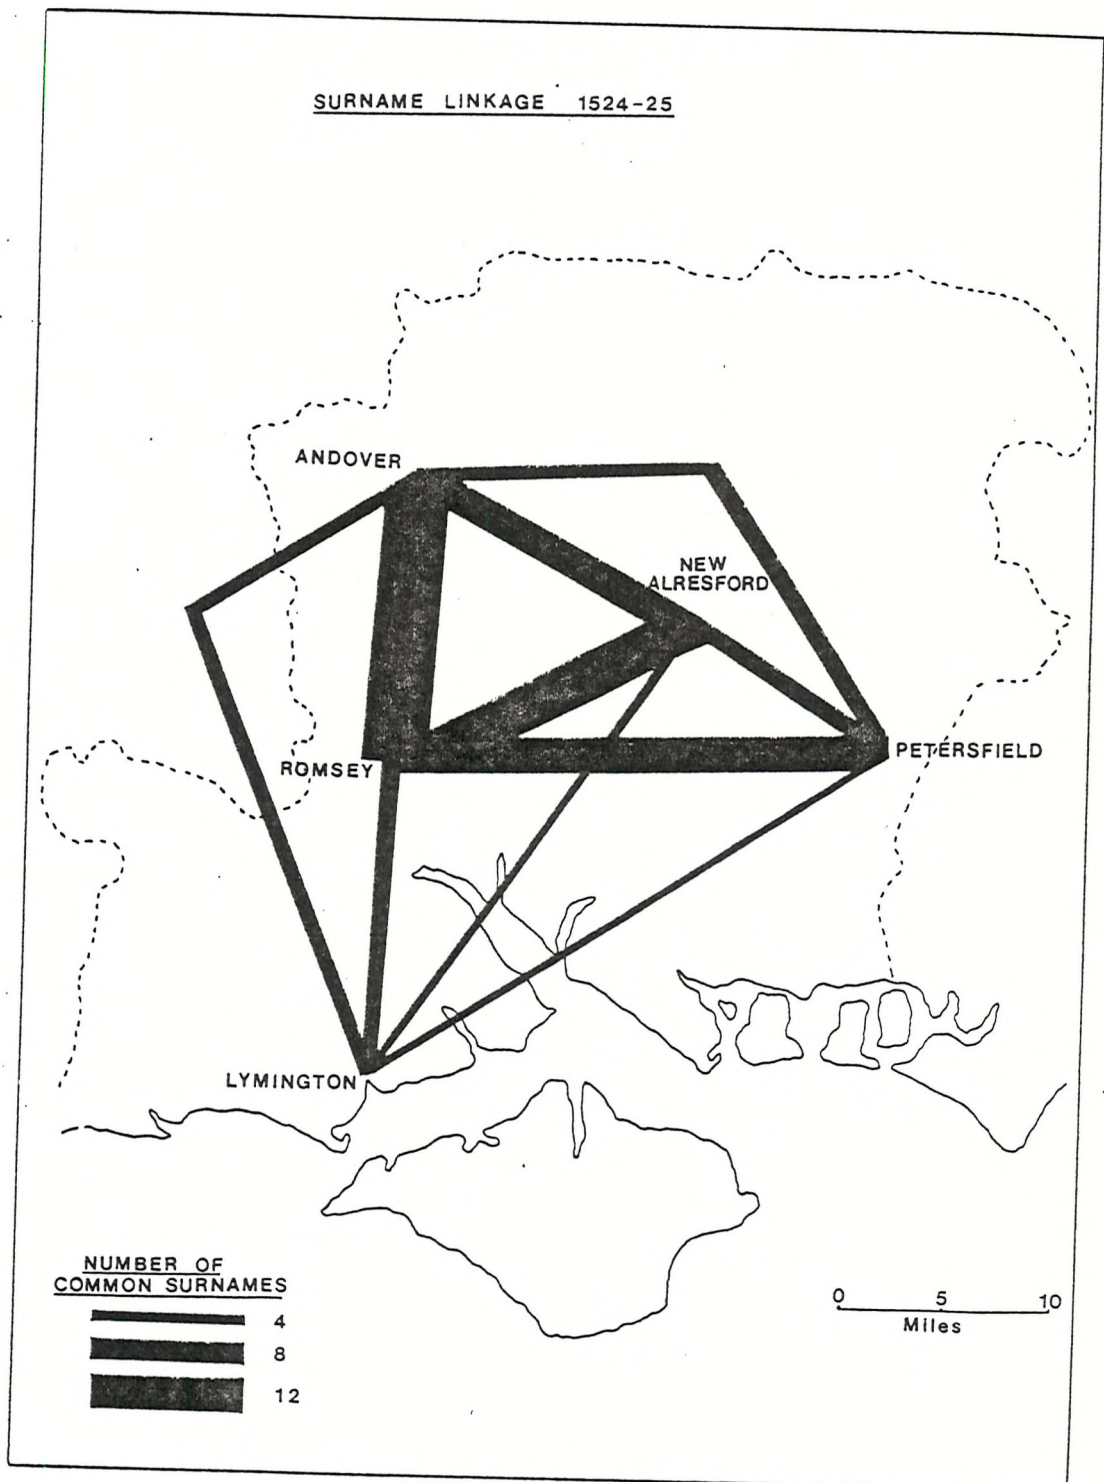 SURNAME LINKAGE 1524-25
ANDOVER
NEW
ALRESFORD
ROMSEY
PETERSFIELD
LYMINGTON
NUMBER OF
COMMON SURNAMES
4
8
12
0 5 10
Miles